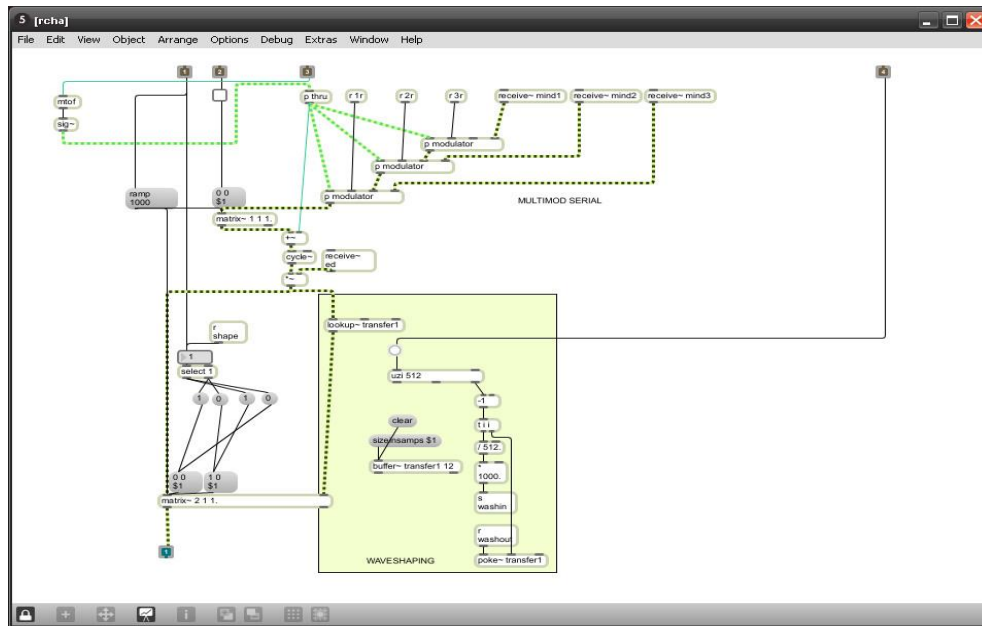 5 [rcha]
File Edit View Object Arrange Options Debug Extras Window Help
1 2 3 4
mtof
p thru
r 1r
r 2r
r 3r
receive~ mind1
receive~ mind2
receive~ mind3
sig~
p modulator
p modulator
p modulator
ramp
1000
0 0
$1
MULTIMOD SERIAL
matrix~ 1 1 1.
+~
cycle~
receive~
ed
*~
r
shape
lookup~ transfer1
1
select 1
uzi 512
1 0 1 0
-1
clear
t i i
sizeinsamps $1
/ 512.
buffer~ transfer1 12
*
1000.
0 0
$1
1 0
$1
matrix~ 2 1 1.
s
washin
r
washout
1
WAVESHAPING
poke~ transfer1